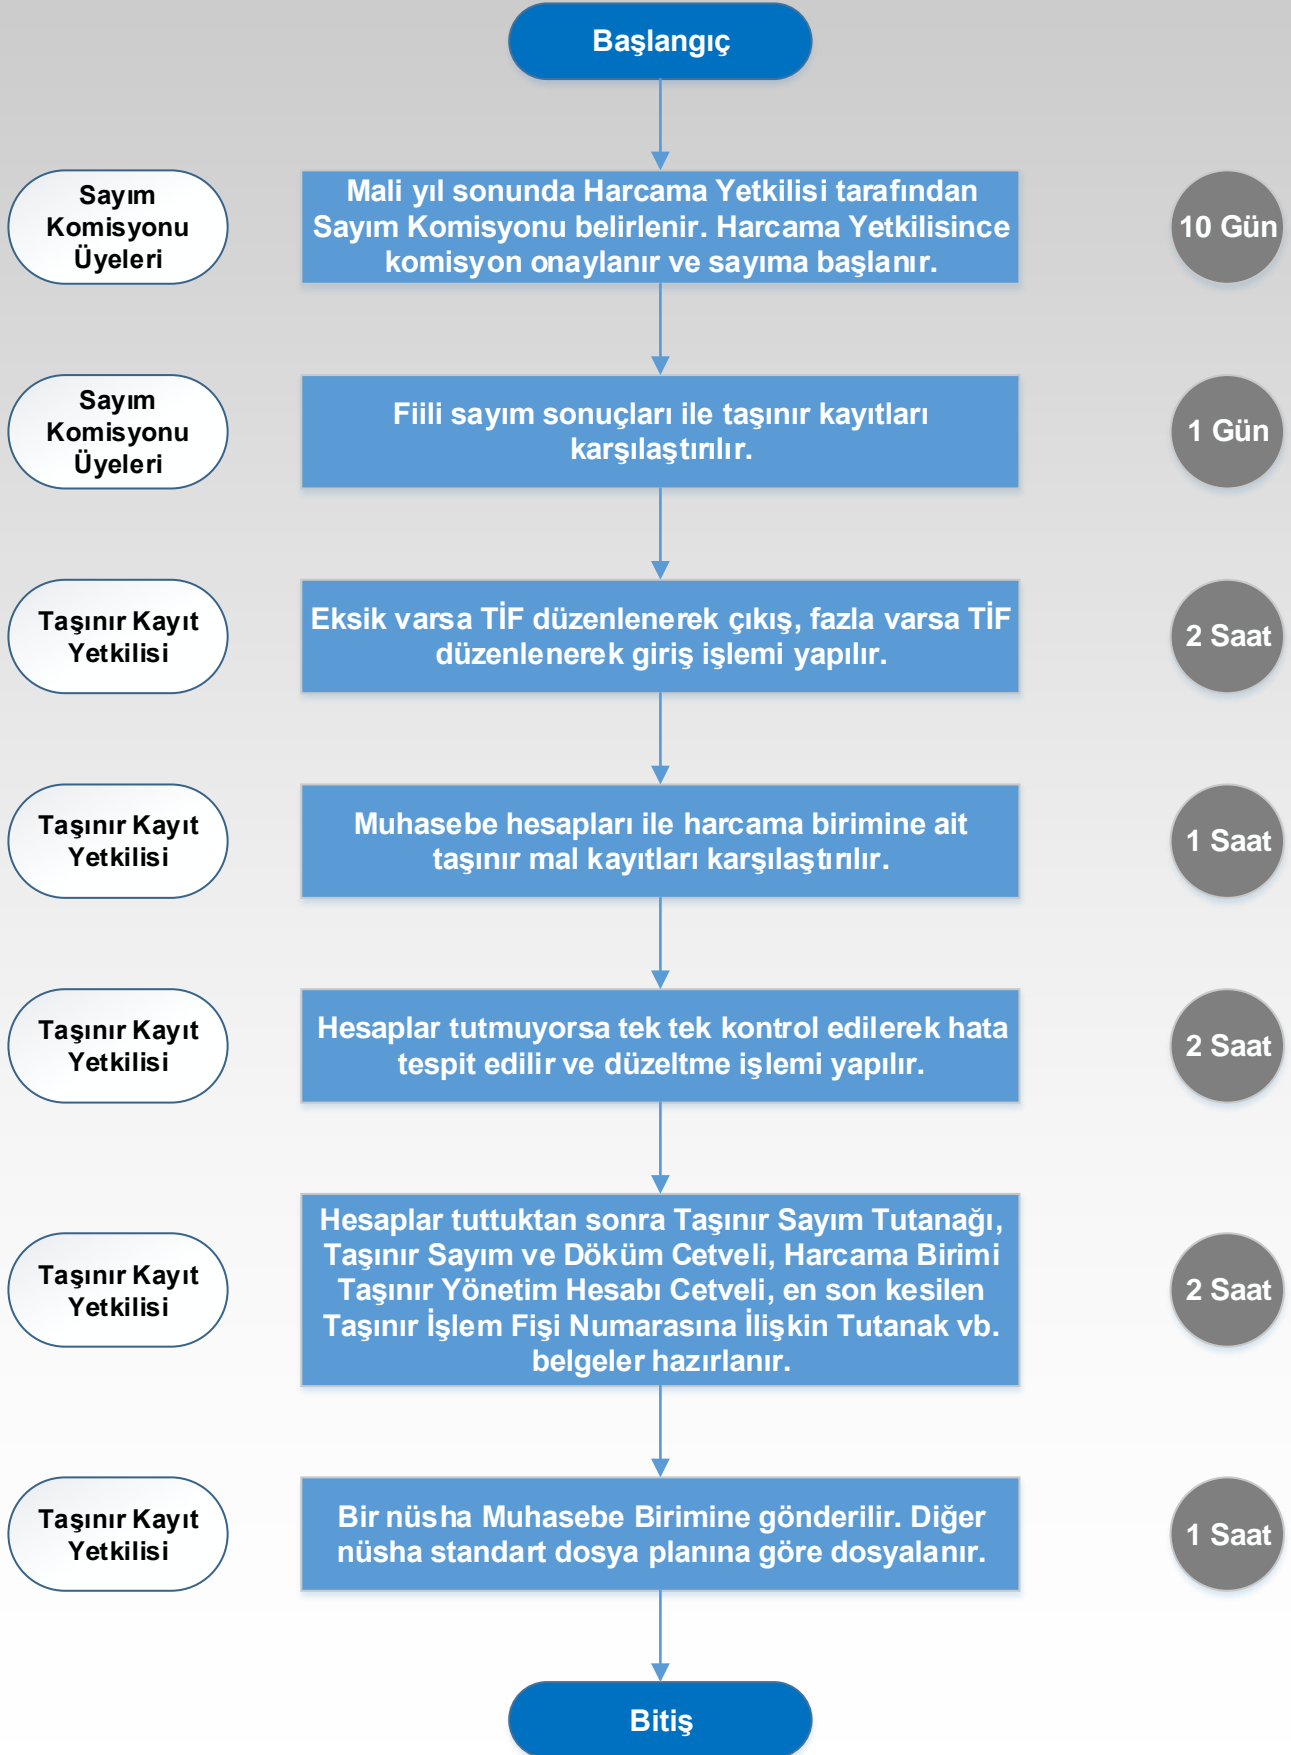 Başlangıç
Sayım
Komisyonu
Üyeleri
Mali yıl sonunda Harcama Yetkilisi tarafından
Sayım Komisyonu belirlenir. Harcama Yetkilisince
komisyon onaylanır ve sayıma başlanır.
10 Gün
Sayım
Komisyonu
Üyeleri
Fiili sayım sonuçları ile taşınır kayıtları
karşılaştırılır.
1 Gün
Taşınır Kayıt
Yetkilisi
Eksik varsa TİF düzenlenerek çıkış, fazla varsa TİF
düzenlenerek giriş işlemi yapılır.
2 Saat
Taşınır Kayıt
Yetkilisi
Muhasebe hesapları ile harcama birimine ait
taşınır mal kayıtları karşılaştırılır.
1 Saat
Taşınır Kayıt
Yetkilisi
Hesaplar tutmuyorsa tek tek kontrol edilerek hata
tespit edilir ve düzeltme işlemi yapılır.
2 Saat
Taşınır Kayıt
Yetkilisi
Hesaplar tuttuktan sonra Taşınır Sayım Tutanağı,
Taşınır Sayım ve Döküm Cetveli, Harcama Birimi
Taşınır Yönetim Hesabı Cetveli, en son kesilen
Taşınır İşlem Fişi Numarasına İlişkin Tutanak vb.
belgeler hazırlanır.
2 Saat
Taşınır Kayıt
Yetkilisi
Bir nüsha Muhasebe Birimine gönderilir. Diğer
nüsha standart dosya planına göre dosyalanır.
1 Saat
Bitiş